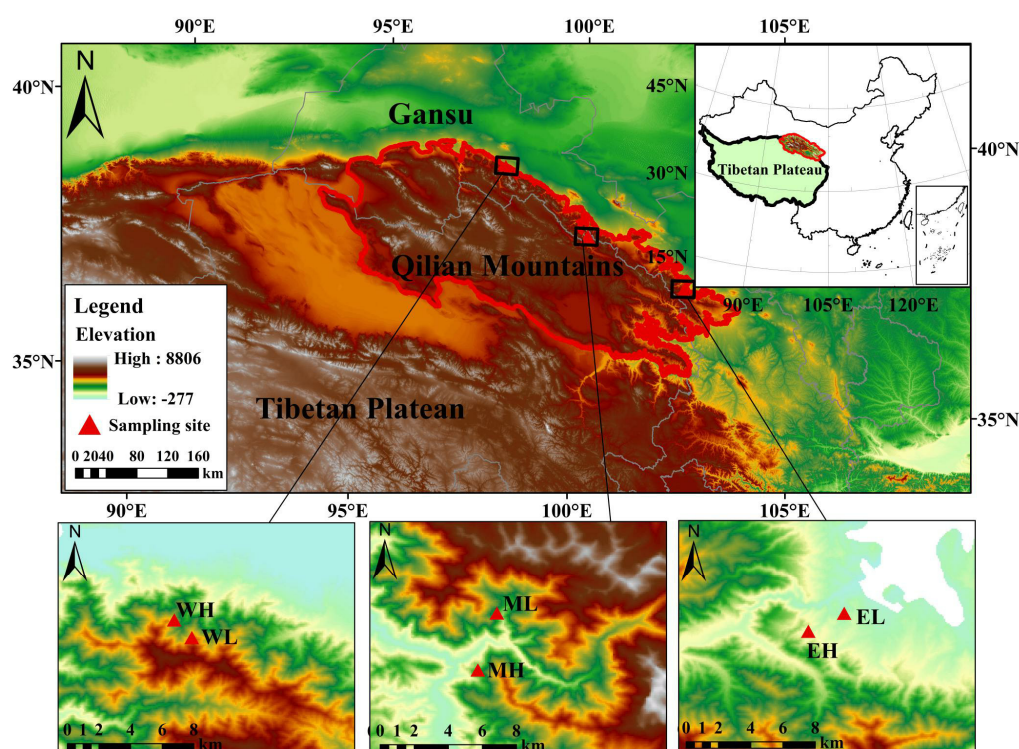 90°E 95°E 100°E 105°E
N
40°N
45°N
Gansu
30°N
Tibetan Plateau
40°N
Qilian Mountains
15°N
90°E 105°E 120°E
Legend
Elevation
High : 8806
Low: -277
Sampling site
0 20 40 80 120 160
km
35°N
Tibetan Platean
35°N
90°E 95°E 100°E 105°E
N
WH
WL
0 1 2 4 6 8
km
N
ML
MH
0 1 2 4 6 8
km
N
EL
EH
0 1 2 4 6 8
km